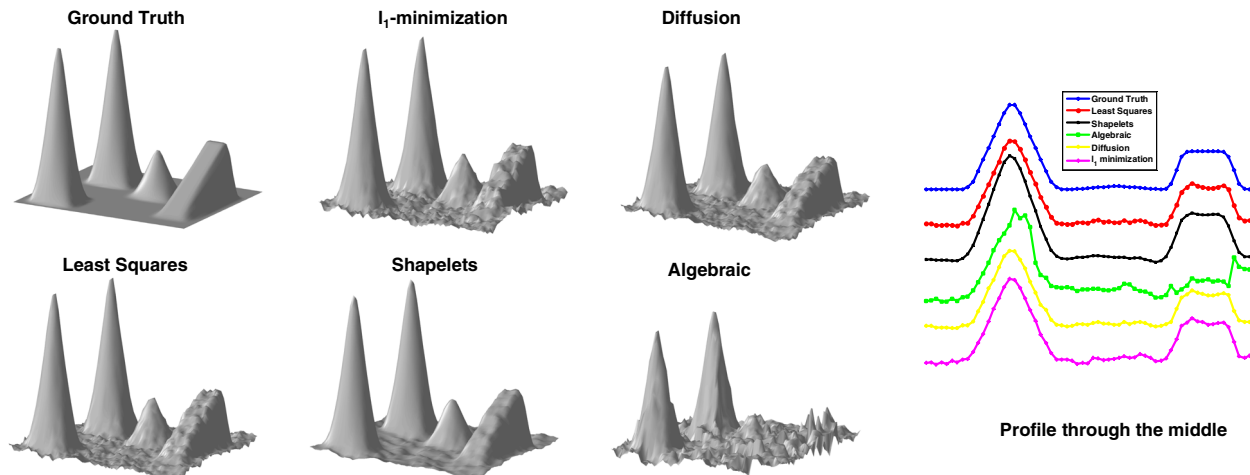 Ground Truth
l₁-minimization
Diffusion
Least Squares
Shapelets
Algebraic
Ground Truth
Least Squares
Shapelets
Algebraic
Diffusion
l₁ minimization
Profile through the middle